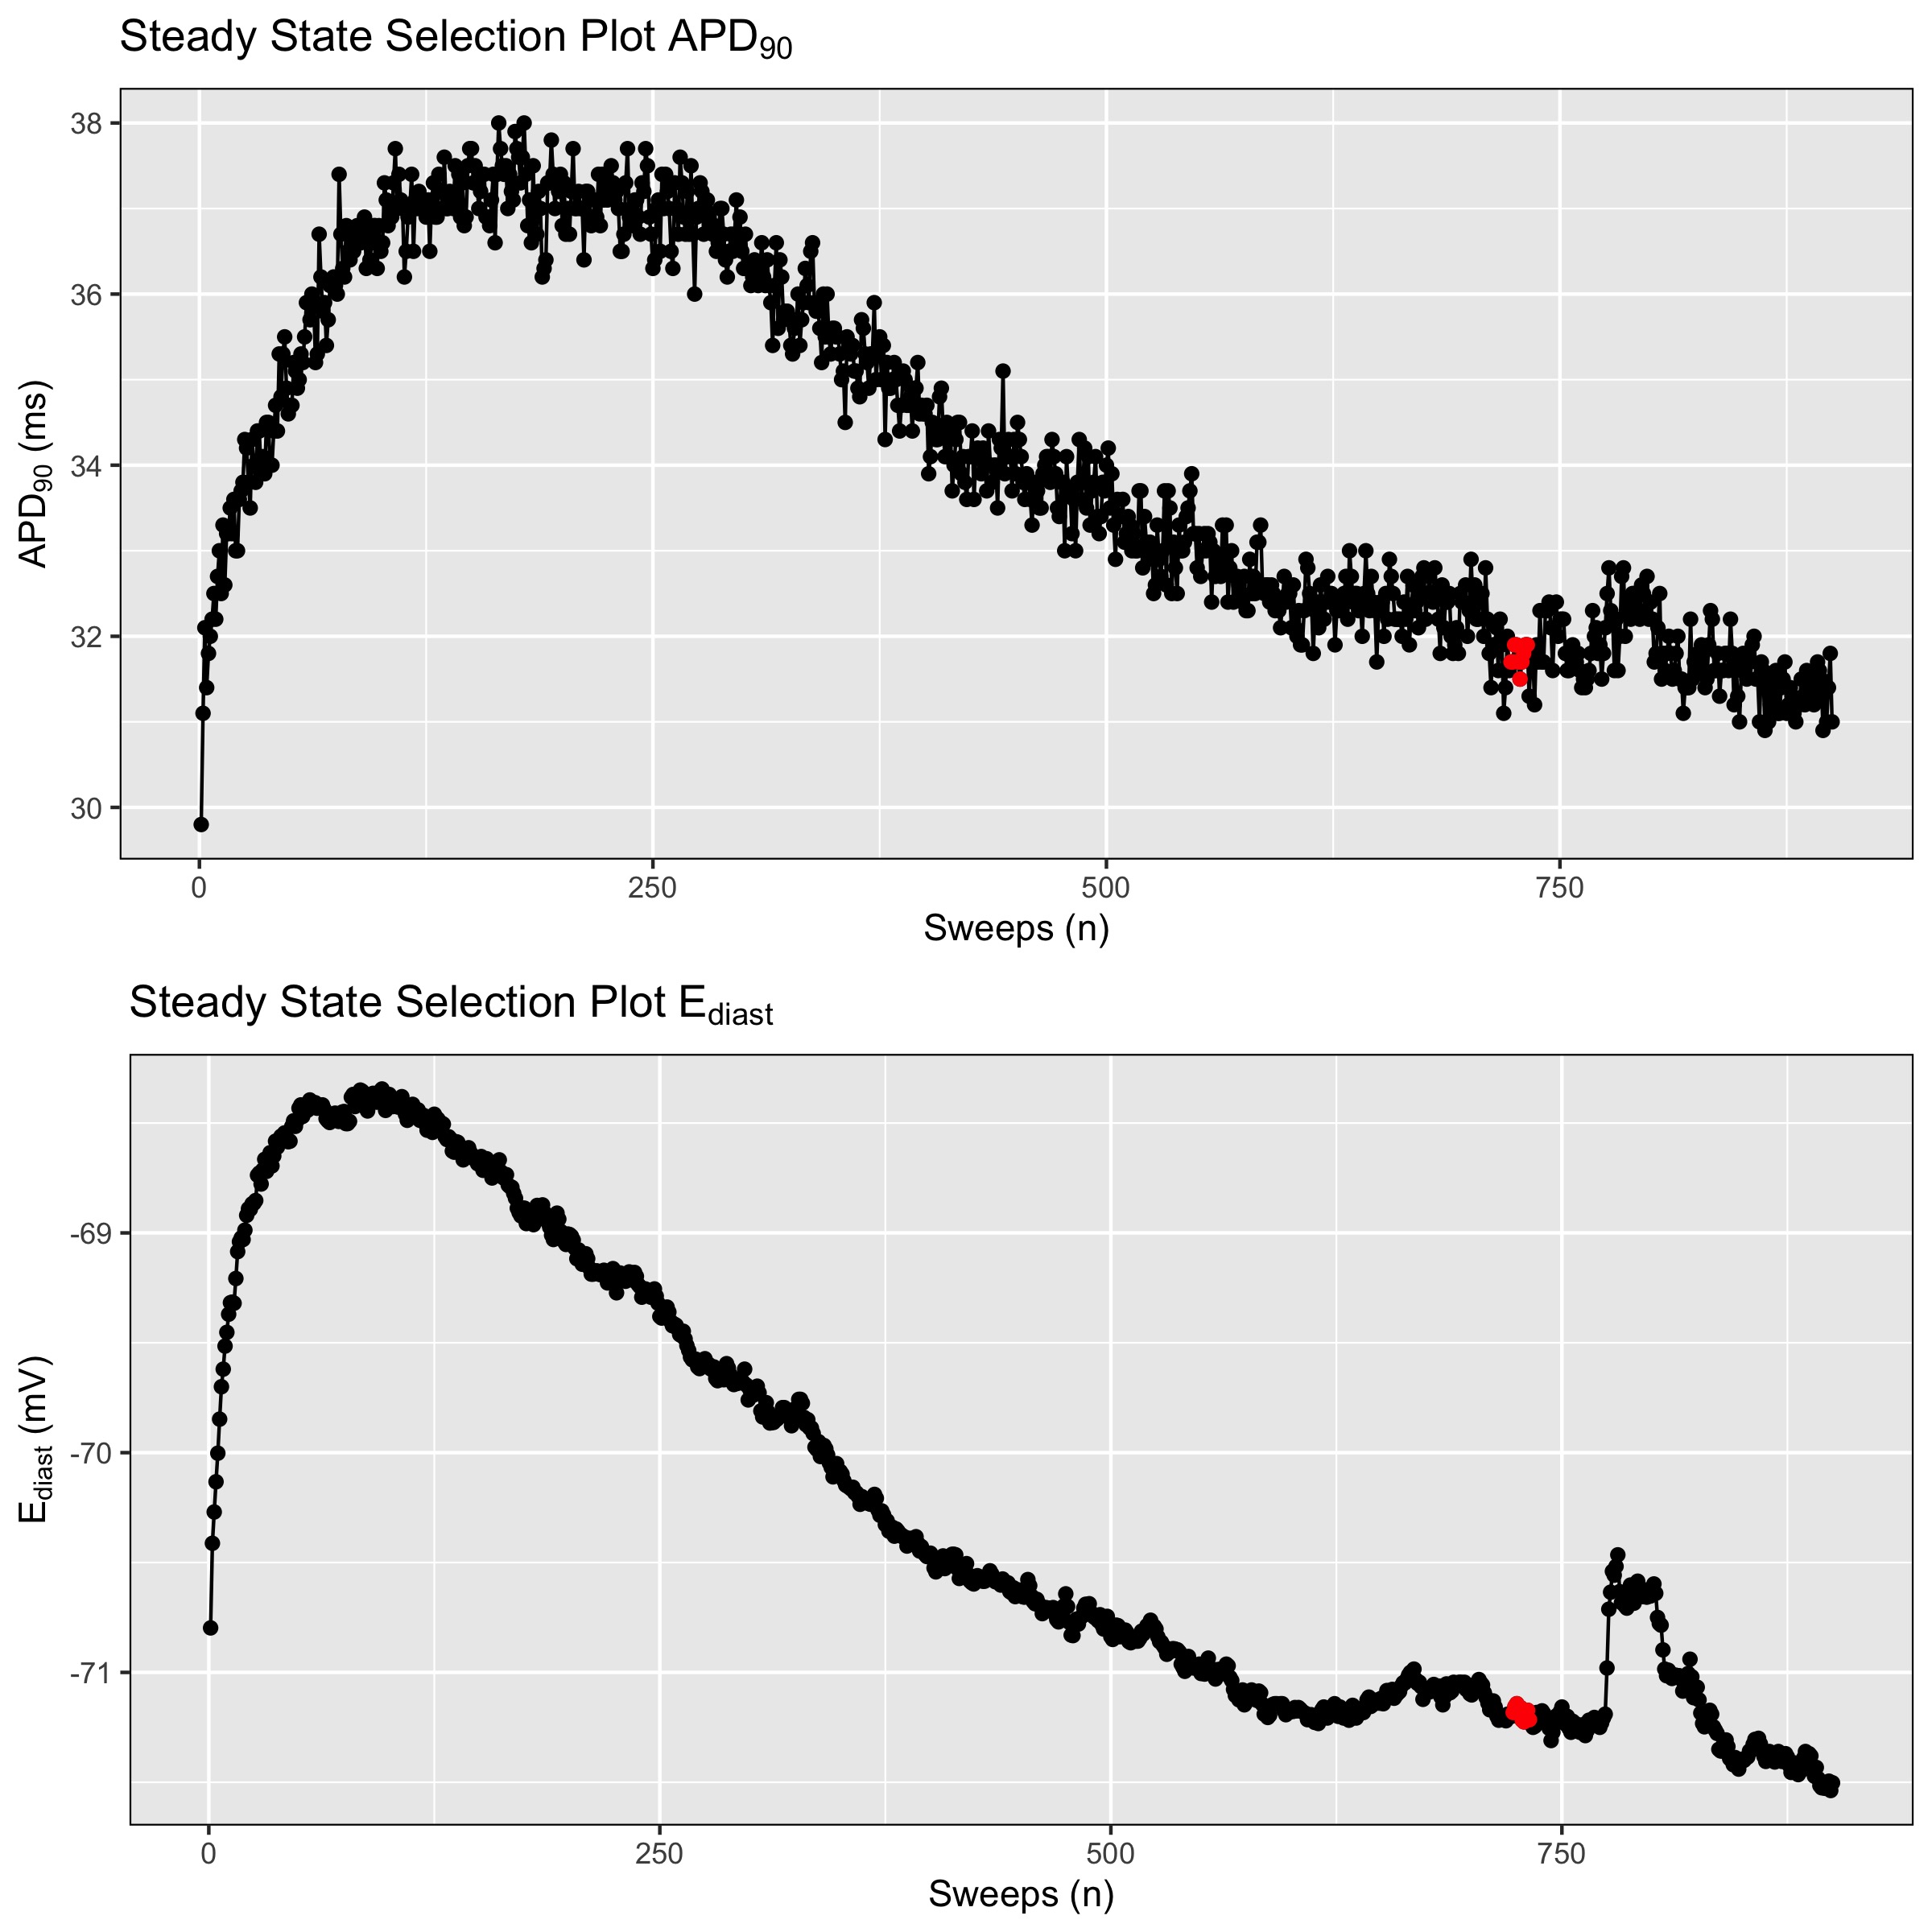 Steady State Selection Plot APD90
38
36
34
32
30
APD90 (ms)
0 250 500 750
Sweeps (n)
Steady State Selection Plot Ediast
-69
-70
-71
Ediast (mV)
0 250 500 750
Sweeps (n)